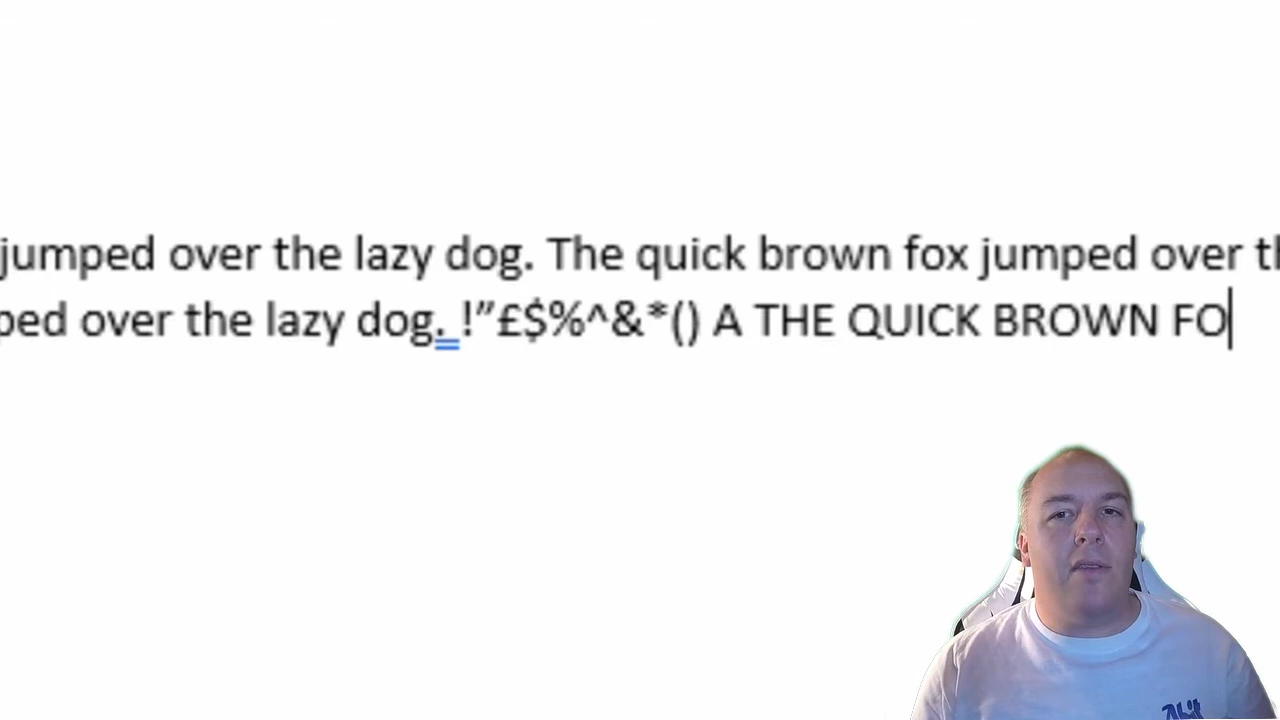 jumped over the lazy dog. The quick brown fox jumped over th
ped over the lazy dog. !”£$%^&*() A THE QUICK BROWN FO